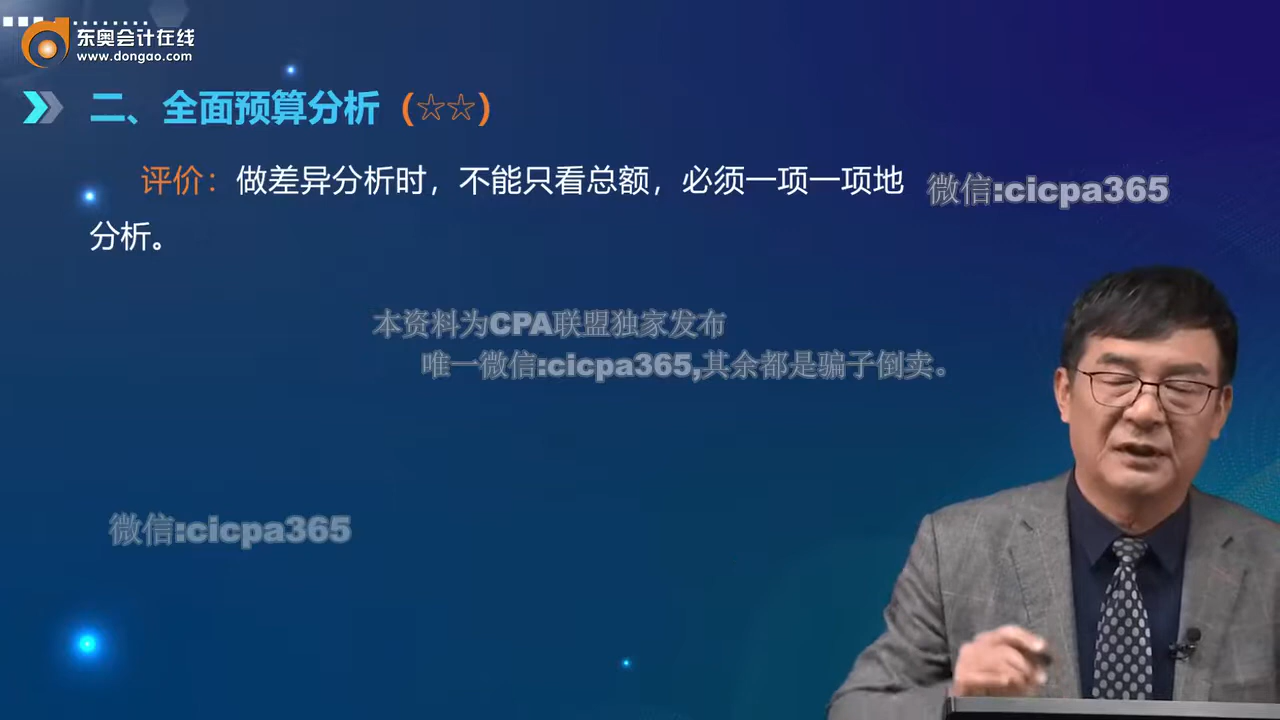 东奥会计在线
www.dongao.com
二、全面预算分析（☆☆）
评价：做差异分析时，不能只看总额，必须一项一项地
分析。
微信:cicpa365
本资料为CPA联盟独家发布
唯一微信:cicpa365,其余都是骗子倒卖。
微信:cicpa365